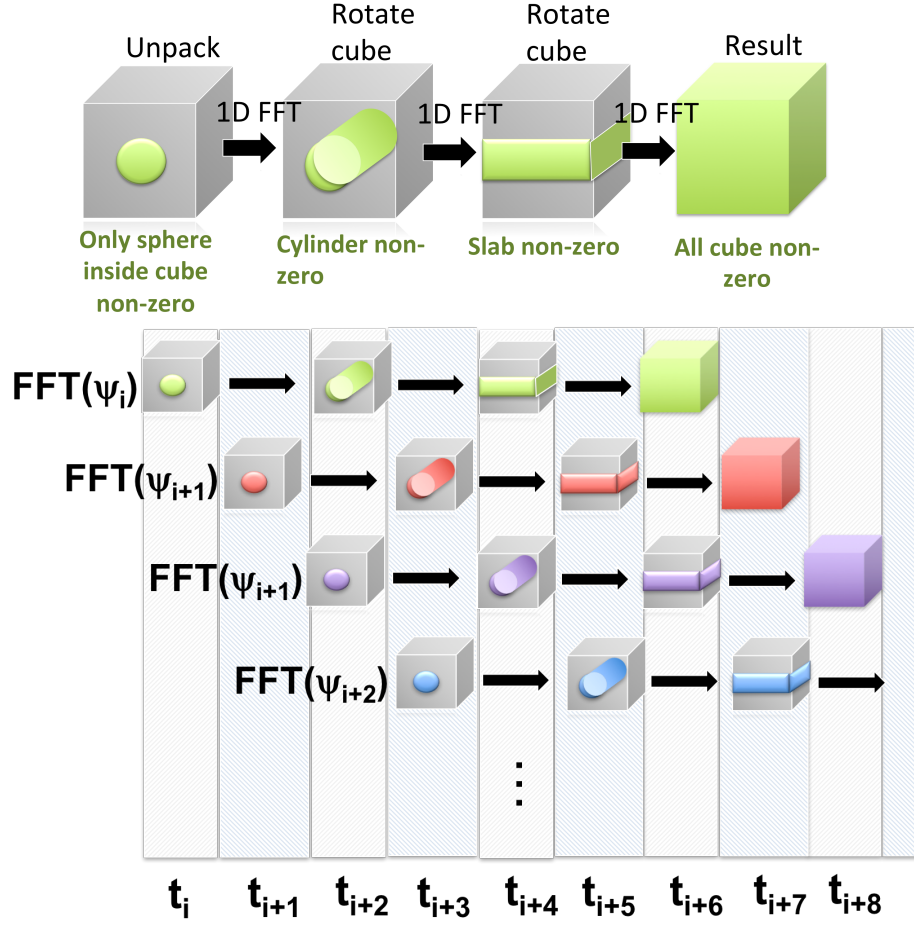 Unpack
Rotate
cube
Rotate
cube
Result
1D FFT
1D FFT
1D FFT
Only sphere
inside cube
non-zero
Cylinder non-
zero
Slab non-zero
All cube non-
zero
FFT(ψi)
FFT(ψi+1)
FFT(ψi+1)
FFT(ψi+2)
⋮
ti ti+1 ti+2 ti+3 ti+4 ti+5 ti+6 ti+7 ti+8